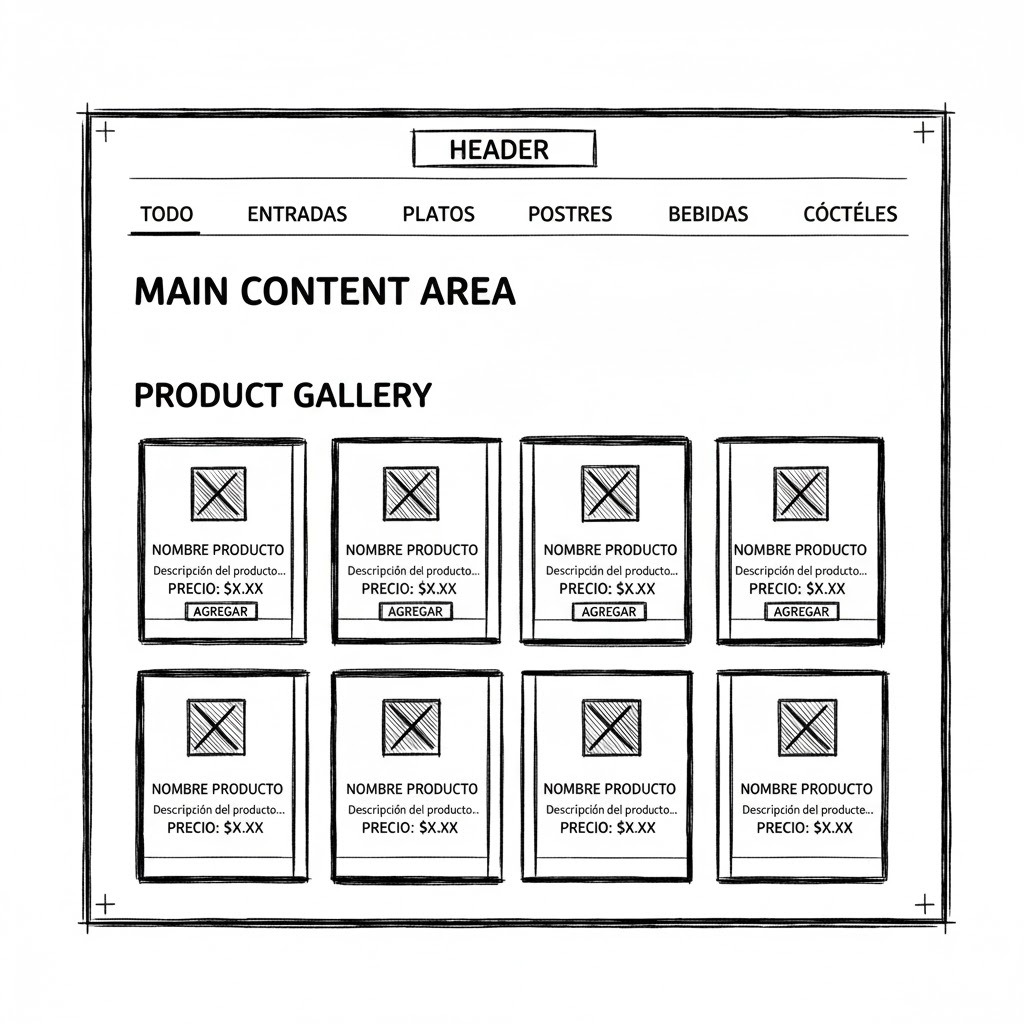 HEADER
TODO ENTRADAS PLATOS POSTRES BEBIDAS CÓCTÉLES
MAIN CONTENT AREA
PRODUCT GALLERY
NOMBRE PRODUCTO
Descripción del producto...
PRECIO: $X.XX
AGREGAR
NOMBRE PRODUCTO
Descripción del producto...
PRECIO: $X.XX
AGREGAR
NOMBRE PRODUCTO
Descripción del producto...
PRECIO: $X.XX
AGREGAR
NOMBRE PRODUCTO
Descripción del producto...
PRECIO: $X.XX
AGREGAR
NOMBRE PRODUCTO
Descripción del producto...
PRECIO: $X.XX
NOMBRE PRODUCTO
Descripción del producto..
PRECIO: $X.XX
NOMBRE PRODUCTO
Descripción del producto...
PRECIO: $X.XX
NOMBRE PRODUCTO
Descripción del producte...
PRECIO: $X.XX